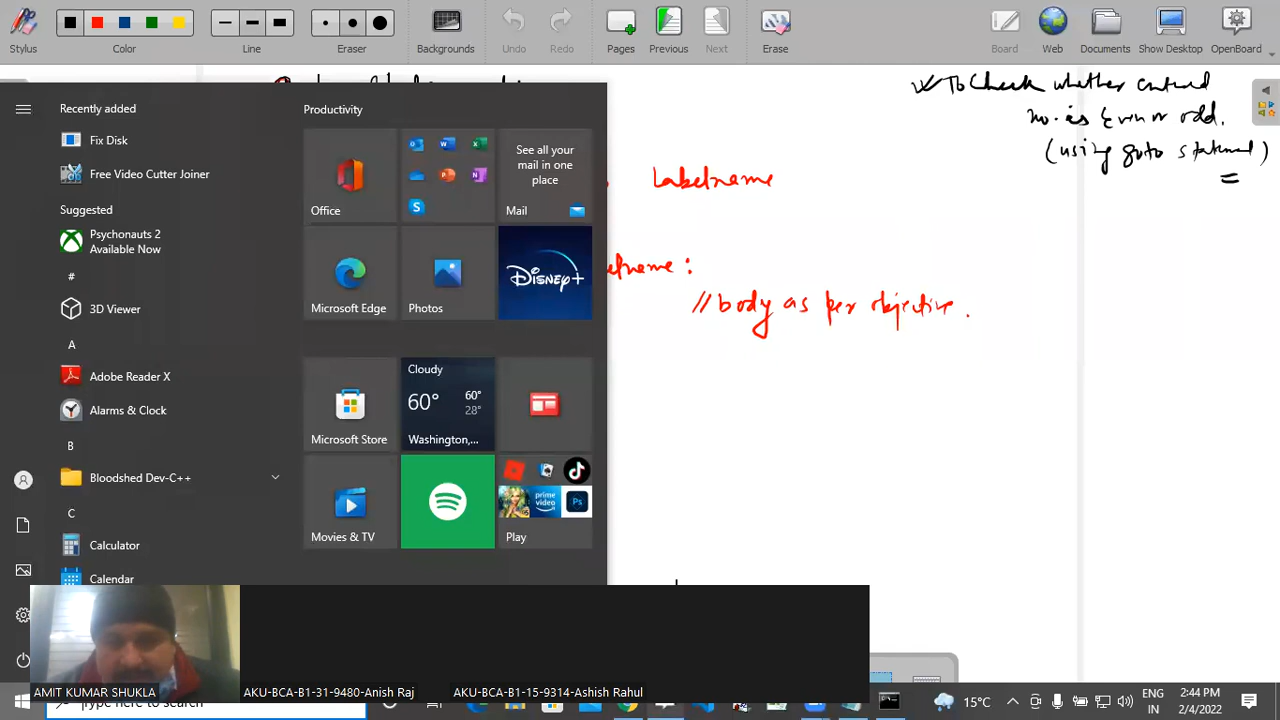 Stylus
Color
Line
Eraser
Backgrounds
Undo
Redo
Pages
Previous
Next
Erase
Board
Web
Documents
Show Desktop
OpenBoard
To Check whether entered
no. is Even or odd.
(using goto statement)
Labelname
name :
// body as per objective.
Recently added
Fix Disk
Free Video Cutter Joiner
Suggested
Psychonauts 2
Available Now
#
3D Viewer
A
Adobe Reader X
Alarms & Clock
B
Bloodshed Dev-C++
C
Calculator
Calendar
Productivity
Office
See all your
mail in one
place
Mail
Microsoft Edge
Photos
Disney+
Microsoft Store
Cloudy
60° 60°
28°
Washington,...
Movies & TV
prime
video
Ps
Play
AMIT KUMAR SHUKLA
AKU-BCA-B1-31-9480-Anish Raj
AKU-BCA-B1-15-9314-Ashish Rahul
Type here to search
15°C
ENG
IN
2:44 PM
2/4/2022